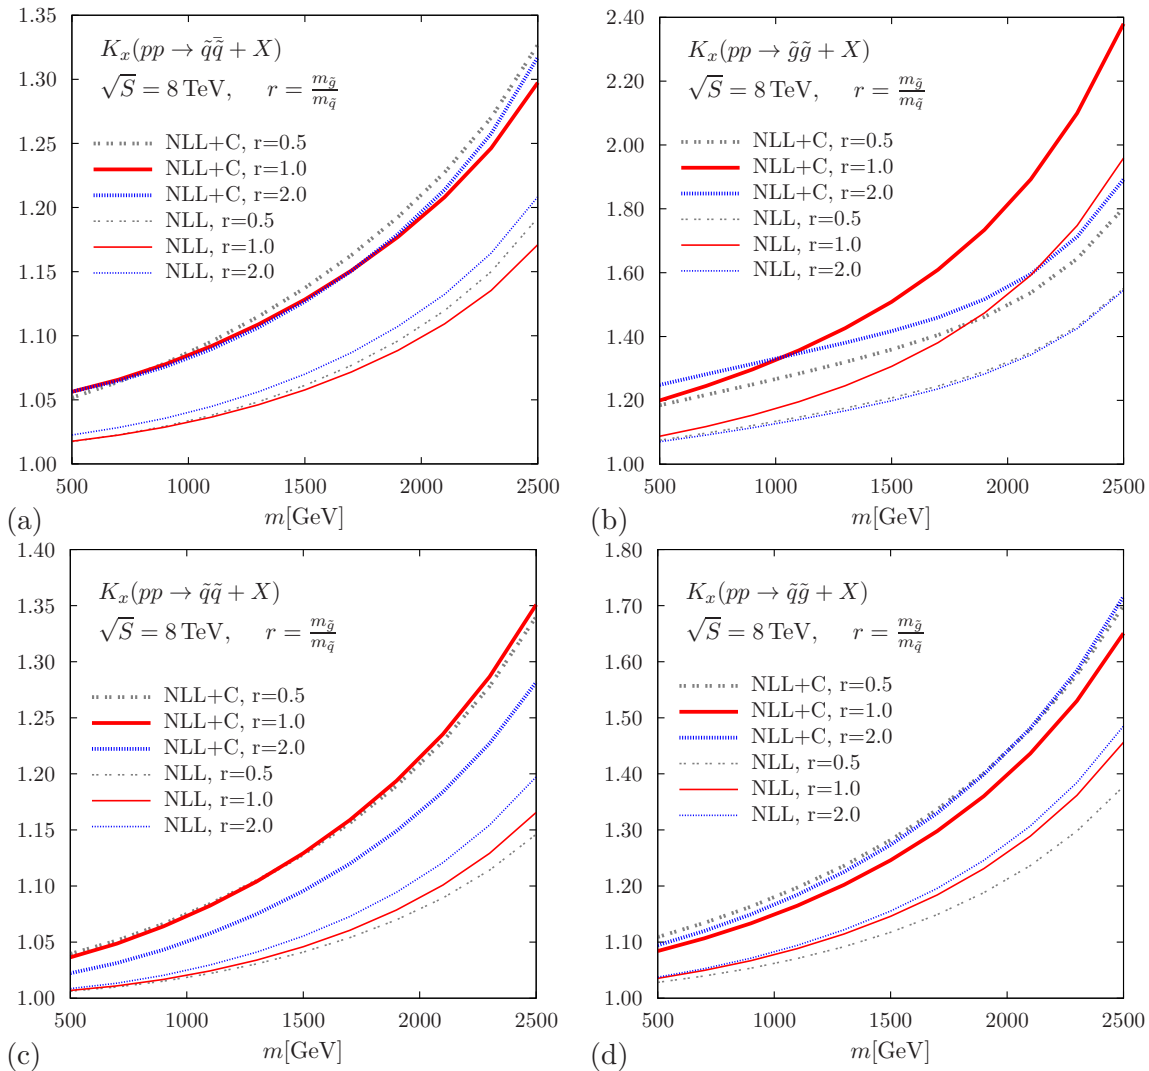 1.35
1.30
1.25
1.20
1.15
1.10
1.05
1.00
K_x(pp → q̃q̃̄ + X)
√S = 8 TeV, r = m_g̃/m_q̃
NLL+C, r=0.5
NLL+C, r=1.0
NLL+C, r=2.0
NLL, r=0.5
NLL, r=1.0
NLL, r=2.0
500 1000 1500 2000 2500
m[GeV]
(a)
2.40
2.20
2.00
1.80
1.60
1.40
1.20
1.00
K_x(pp → g̃g̃ + X)
√S = 8 TeV, r = m_g̃/m_q̃
NLL+C, r=0.5
NLL+C, r=1.0
NLL+C, r=2.0
NLL, r=0.5
NLL, r=1.0
NLL, r=2.0
500 1000 1500 2000 2500
m[GeV]
(b)
1.40
1.35
1.30
1.25
1.20
1.15
1.10
1.05
1.00
K_x(pp → q̃q̃ + X)
√S = 8 TeV, r = m_g̃/m_q̃
NLL+C, r=0.5
NLL+C, r=1.0
NLL+C, r=2.0
NLL, r=0.5
NLL, r=1.0
NLL, r=2.0
500 1000 1500 2000 2500
m[GeV]
(c)
1.80
1.70
1.60
1.50
1.40
1.30
1.20
1.10
1.00
K_x(pp → q̃g̃ + X)
√S = 8 TeV, r = m_g̃/m_q̃
NLL+C, r=0.5
NLL+C, r=1.0
NLL+C, r=2.0
NLL, r=0.5
NLL, r=1.0
NLL, r=2.0
500 1000 1500 2000 2500
m[GeV]
(d)